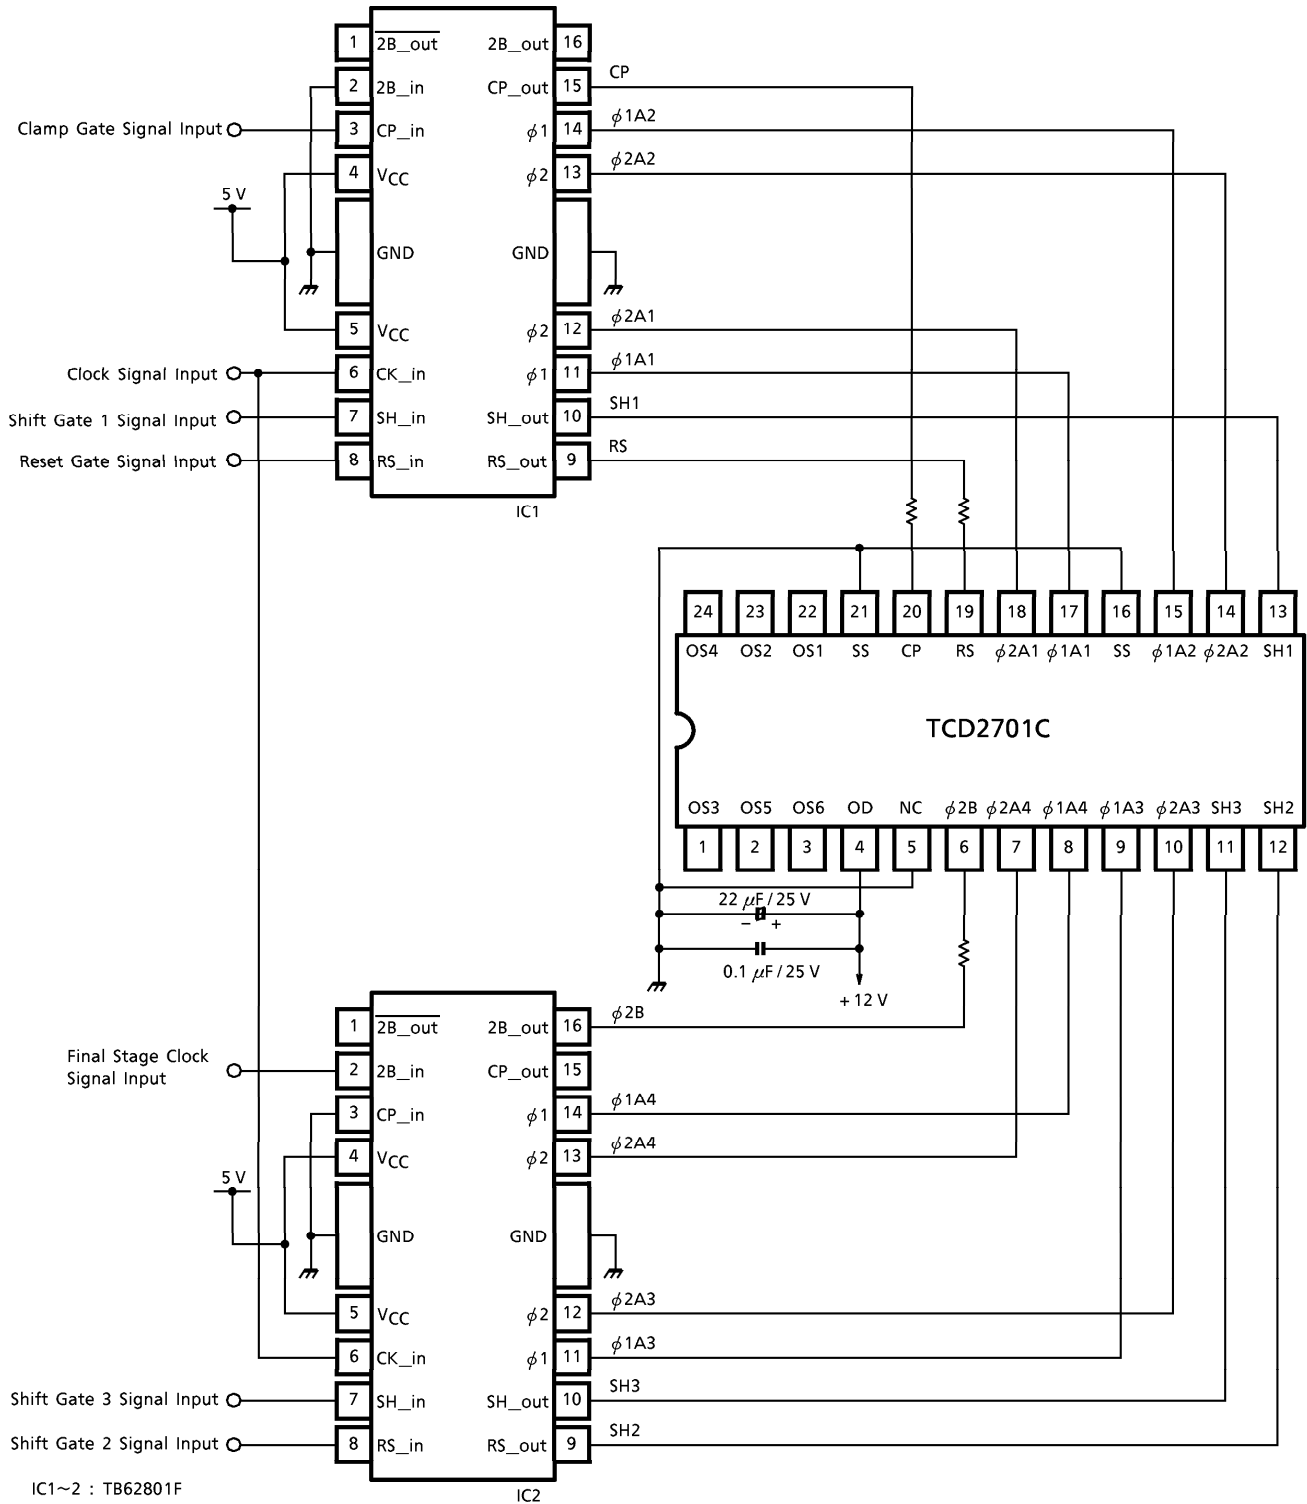 1 2B_out 2B_out 16
2 2B_in CP_out 15 CP
Clamp Gate Signal Input 3 CP_in ϕ1 14 ϕ1A2
4 VCC ϕ2 13 ϕ2A2
5 V
GND GND
5 VCC ϕ2 12 ϕ2A1
Clock Signal Input 6 CK_in ϕ1 11 ϕ1A1
Shift Gate 1 Signal Input 7 SH_in SH_out 10 SH1
Reset Gate Signal Input 8 RS_in RS_out 9 RS
IC1
24 23 22 21 20 19 18 17 16 15 14 13
OS4 OS2 OS1 SS CP RS ϕ2A1 ϕ1A1 SS ϕ1A2 ϕ2A2 SH1
TCD2701C
OS3 OS5 OS6 OD NC ϕ2B ϕ2A4 ϕ1A4 ϕ1A3 ϕ2A3 SH3 SH2
1 2 3 4 5 6 7 8 9 10 11 12
22 μF/25 V
− +
0.1 μF/25 V
+12 V
1 2B_out 2B_out 16 ϕ2B
Final Stage Clock
Signal Input
2 2B_in CP_out 15
3 CP_in ϕ1 14 ϕ1A4
4 VCC ϕ2 13 ϕ2A4
5 V
GND GND
5 VCC ϕ2 12 ϕ2A3
6 CK_in ϕ1 11 ϕ1A3
Shift Gate 3 Signal Input 7 SH_in SH_out 10 SH3
Shift Gate 2 Signal Input 8 RS_in RS_out 9 SH2
IC1~2 : TB62801F
IC2